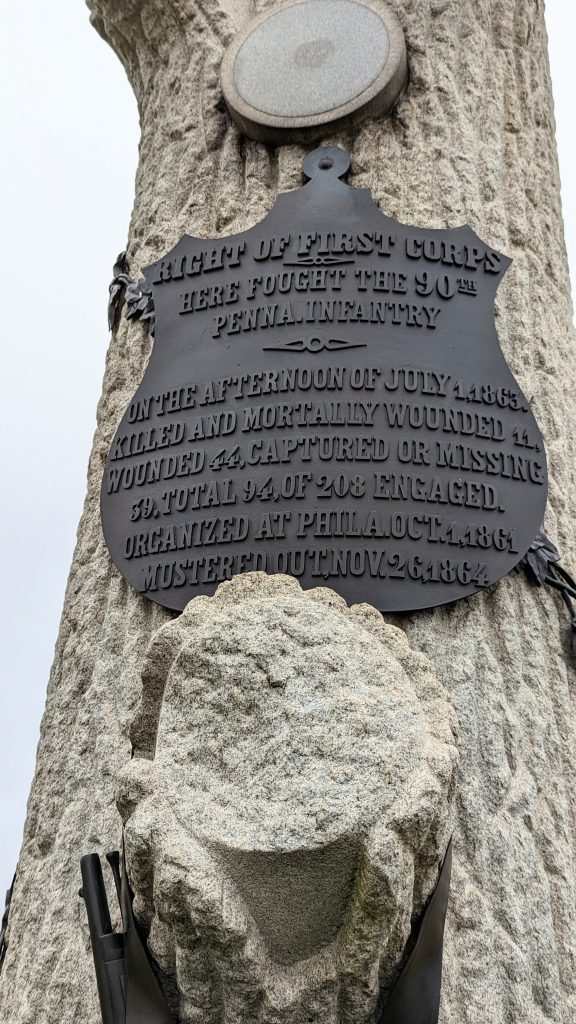 RIGHT OF FIRST CORPS
HERE FOUGHT THE 90TH
PENNA. INFANTRY
ON THE AFTERNOON OF JULY 1, 1863.
KILLED AND MORTALLY WOUNDED 11.
WOUNDED 44, CAPTURED OR MISSING
39, TOTAL 94, OF 208 ENGAGED.
ORGANIZED AT PHILA. OCT. 1, 1861
MUSTERED OUT, NOV. 26, 1864